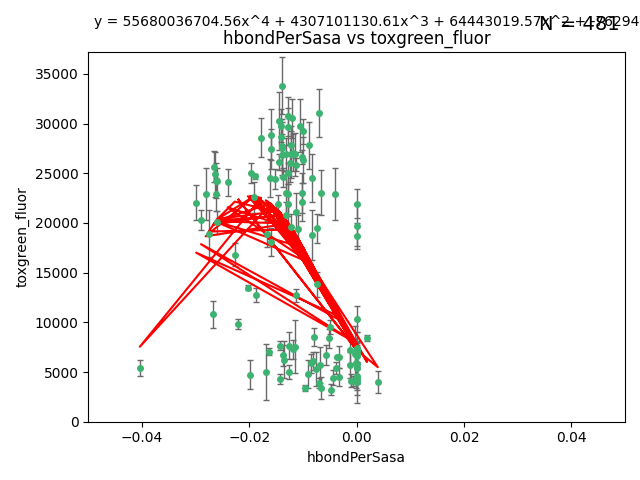 y = 55680036704.56x^4 + 4307101130.61x^3 + 64443019.57x^2 + -76294
N = 481
hbondPerSasa vs toxgreen_fluor
35000
30000
25000
20000
15000
10000
5000
0
toxgreen_fluor
−0.04 −0.02 0.00 0.02 0.04
hbondPerSasa